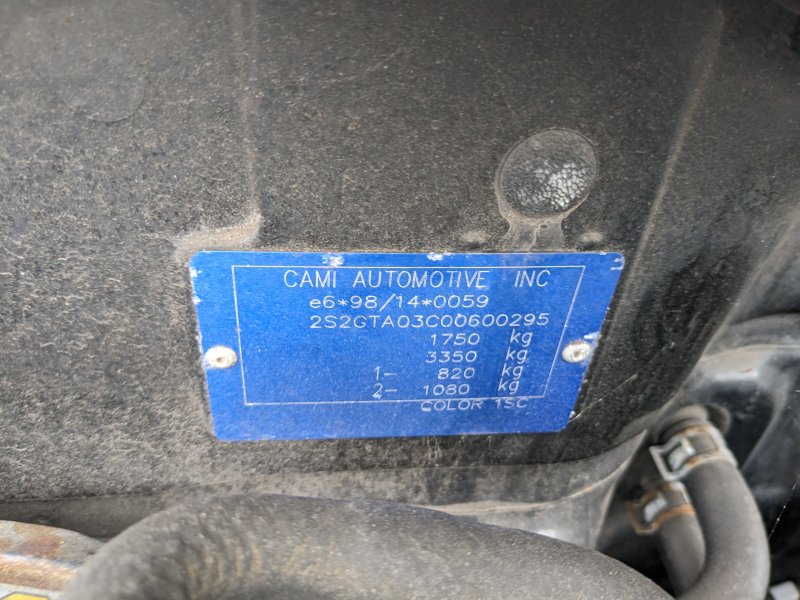 CAMI AUTOMOTIVE INC
e6*98/14*0059
2S2GTA03C00600295
1750 kg
3350 kg
1- 820 kg
2- 1080 kg
COLOR 1SC